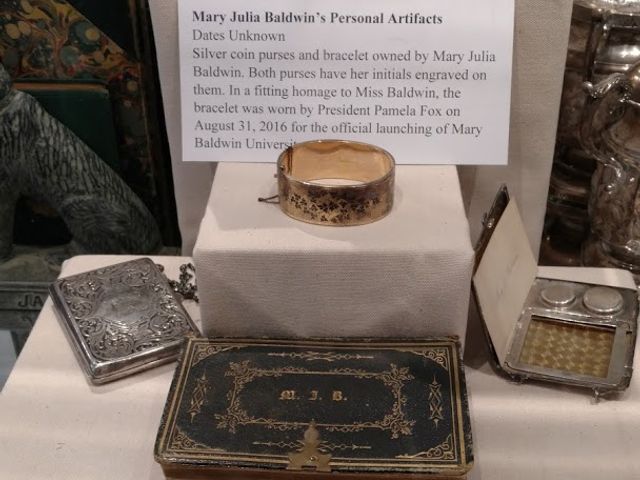 Mary Julia Baldwin's Personal Artifacts
Dates Unknown
Silver coin purses and bracelet owned by Mary Julia
Baldwin. Both purses have her initials engraved on
them. In a fitting homage to Miss Baldwin, the
bracelet was worn by President Pamela Fox on
August 31, 2016 for the official launching of Mary
Baldwin
M. J. B.